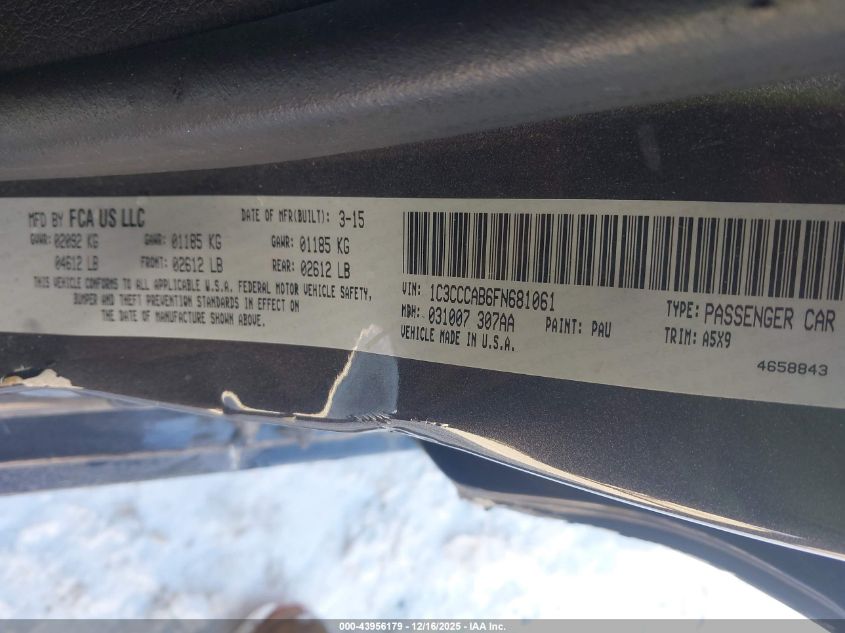 MFD BY FCA US LLC DATE OF MFR(BUILT): 3-15
GVWR: 02092 KG GAWR: 01185 KG GAWR: 01185 KG
04612 LB FRONT: 02612 LB REAR: 02612 LB
THIS VEHICLE CONFORMS TO ALL APPLICABLE U.S.A. FEDERAL MOTOR VEHICLE SAFETY,
BUMPER AND THEFT PREVENTION STANDARDS IN EFFECT ON
THE DATE OF MANUFACTURE SHOWN ABOVE.
VIN: 1C3CCCAB6FN681061 TYPE: PASSENGER CAR
MDH: 031007 307AA PAINT: PAU TRIM: A5X9
VEHICLE MADE IN U.S.A.
4658843
000-43956179 - 12/16/2025 - IAA Inc.